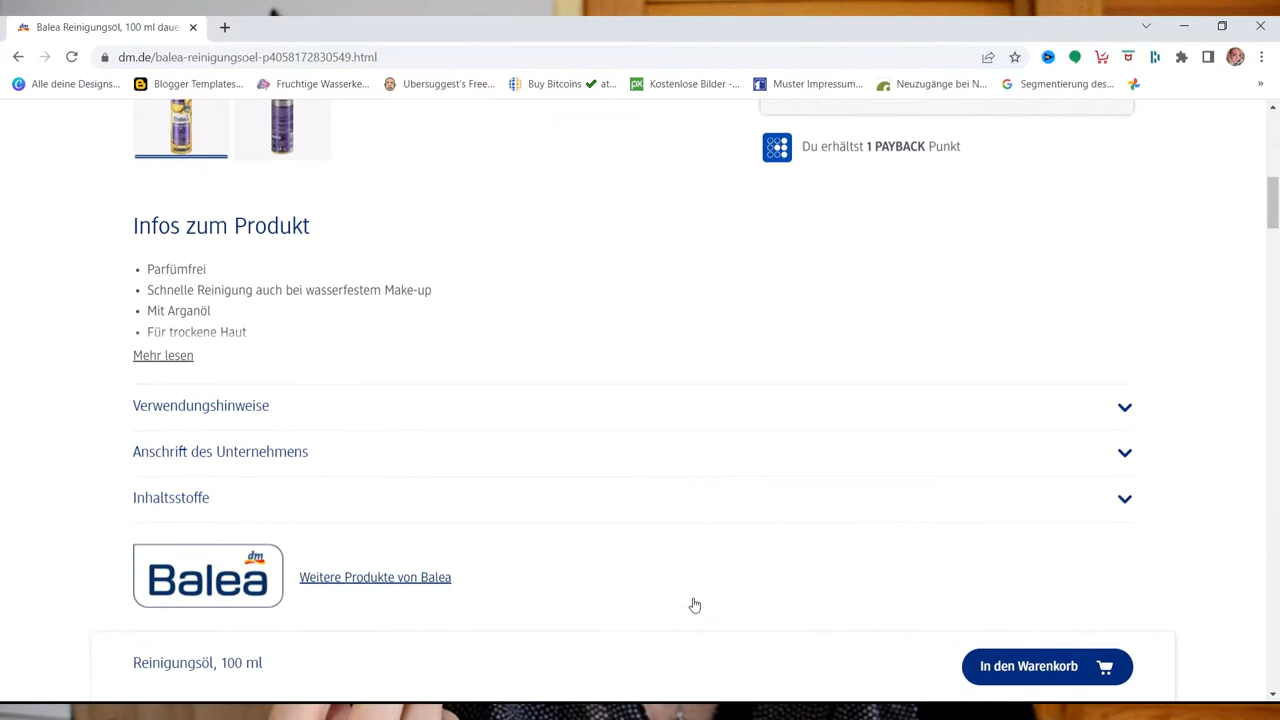 Balea Reinigungsöl, 100 ml daue
dm.de/balea-reinigungsoel-p4058172830549.html
Alle deine Designs...
Blogger Templates...
Fruchtige Wasserke...
Ubersuggest's Free...
Buy Bitcoins ✔ at...
Kostenlose Bilder -...
Muster Impressum...
Neuzugänge bei N...
Segmentierung des...
»
Balea
Du erhältst 1 PAYBACK Punkt
Infos zum Produkt
• Parfümfrei
• Schnelle Reinigung auch bei wasserfestem Make-up
• Mit Arganöl
• Für trockene Haut
Mehr lesen
Verwendungshinweise
Anschrift des Unternehmens
Inhaltsstoffe
dm
Balea
Weitere Produkte von Balea
Reinigungsöl, 100 ml
In den Warenkorb